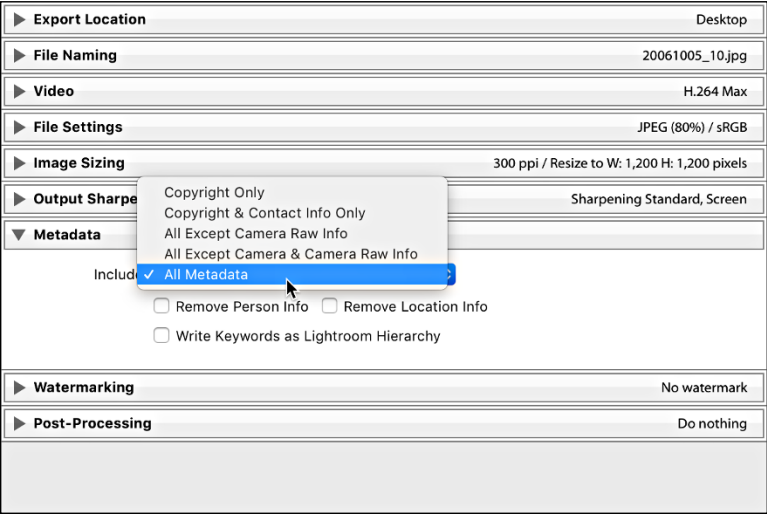 Export Location Desktop
File Naming 20061005_10.jpg
Video H.264 Max
File Settings JPEG (80%) / sRGB
Image Sizing 300 ppi / Resize to W: 1,200 H: 1,200 pixels
Output Sharpe Sharpening Standard, Screen
Copyright Only
Copyright & Contact Info Only
All Except Camera Raw Info
All Except Camera & Camera Raw Info
✓ All Metadata
Metadata
Include
Remove Person Info Remove Location Info
Write Keywords as Lightroom Hierarchy
Watermarking No watermark
Post-Processing Do nothing